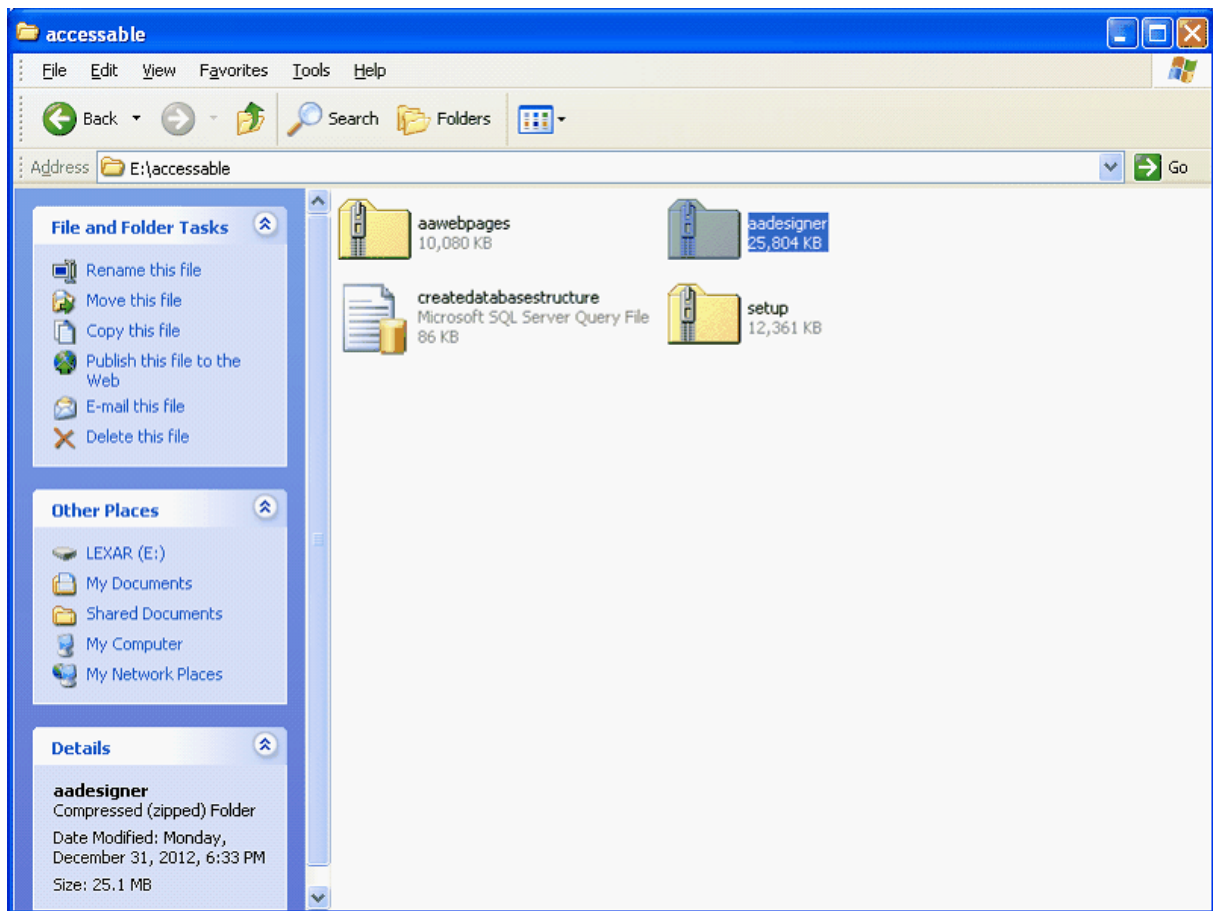 accessable
File Edit View Favorites Tools Help
Back Search Folders
Address E:\accessable Go
File and Folder Tasks
Rename this file
Move this file
Copy this file
Publish this file to the
Web
E-mail this file
Delete this file
Other Places
LEXAR (E:)
My Documents
Shared Documents
My Computer
My Network Places
Details
aadesigner
Compressed (zipped) Folder
Date Modified: Monday,
December 31, 2012, 6:33 PM
Size: 25.1 MB
aawebpages
10,080 KB
aadesigner
25,804 KB
createdatabasestructure
Microsoft SQL Server Query File
86 KB
setup
12,361 KB